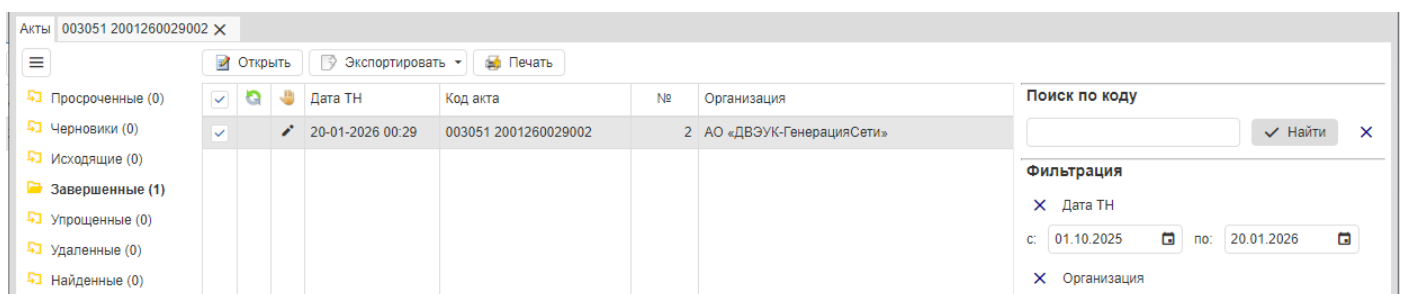 Акты 003051 2001260029002
Открыть Экспортировать Печать
Просроченные (0)
Черновики (0)
Исходящие (0)
Завершенные (1)
Упрощенные (0)
Удаленные (0)
Найденные (0)
Дата ТН Код акта № Организация
20-01-2026 00:29 003051 2001260029002 2 АО «ДВЭУК-ГенерацияСети»
Поиск по коду
Найти
Фильтрация
Дата ТН
с: 01.10.2025 по: 20.01.2026
Организация